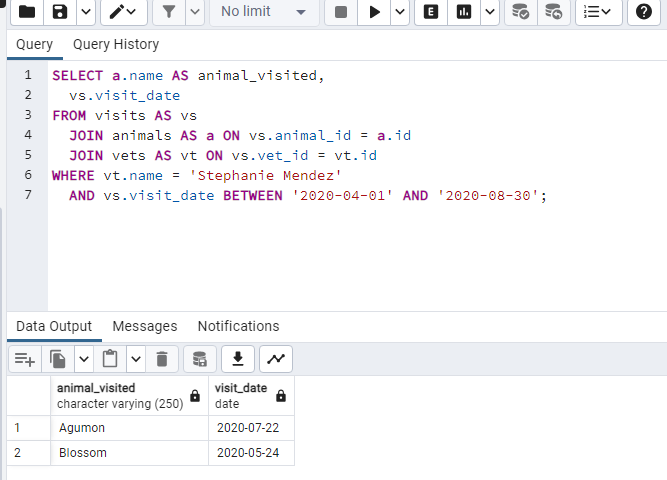 No limit
E
Query Query History
1 SELECT a.name AS animal_visited,
2 vs.visit_date
3 FROM visits AS vs
4 JOIN animals AS a ON vs.animal_id = a.id
5 JOIN vets AS vt ON vs.vet_id = vt.id
6 WHERE vt.name = 'Stephanie Mendez'
7 AND vs.visit_date BETWEEN '2020-04-01' AND '2020-08-30';
Data Output Messages Notifications
animal_visited visit_date
character varying (250) date
1 Agumon 2020-07-22
2 Blossom 2020-05-24